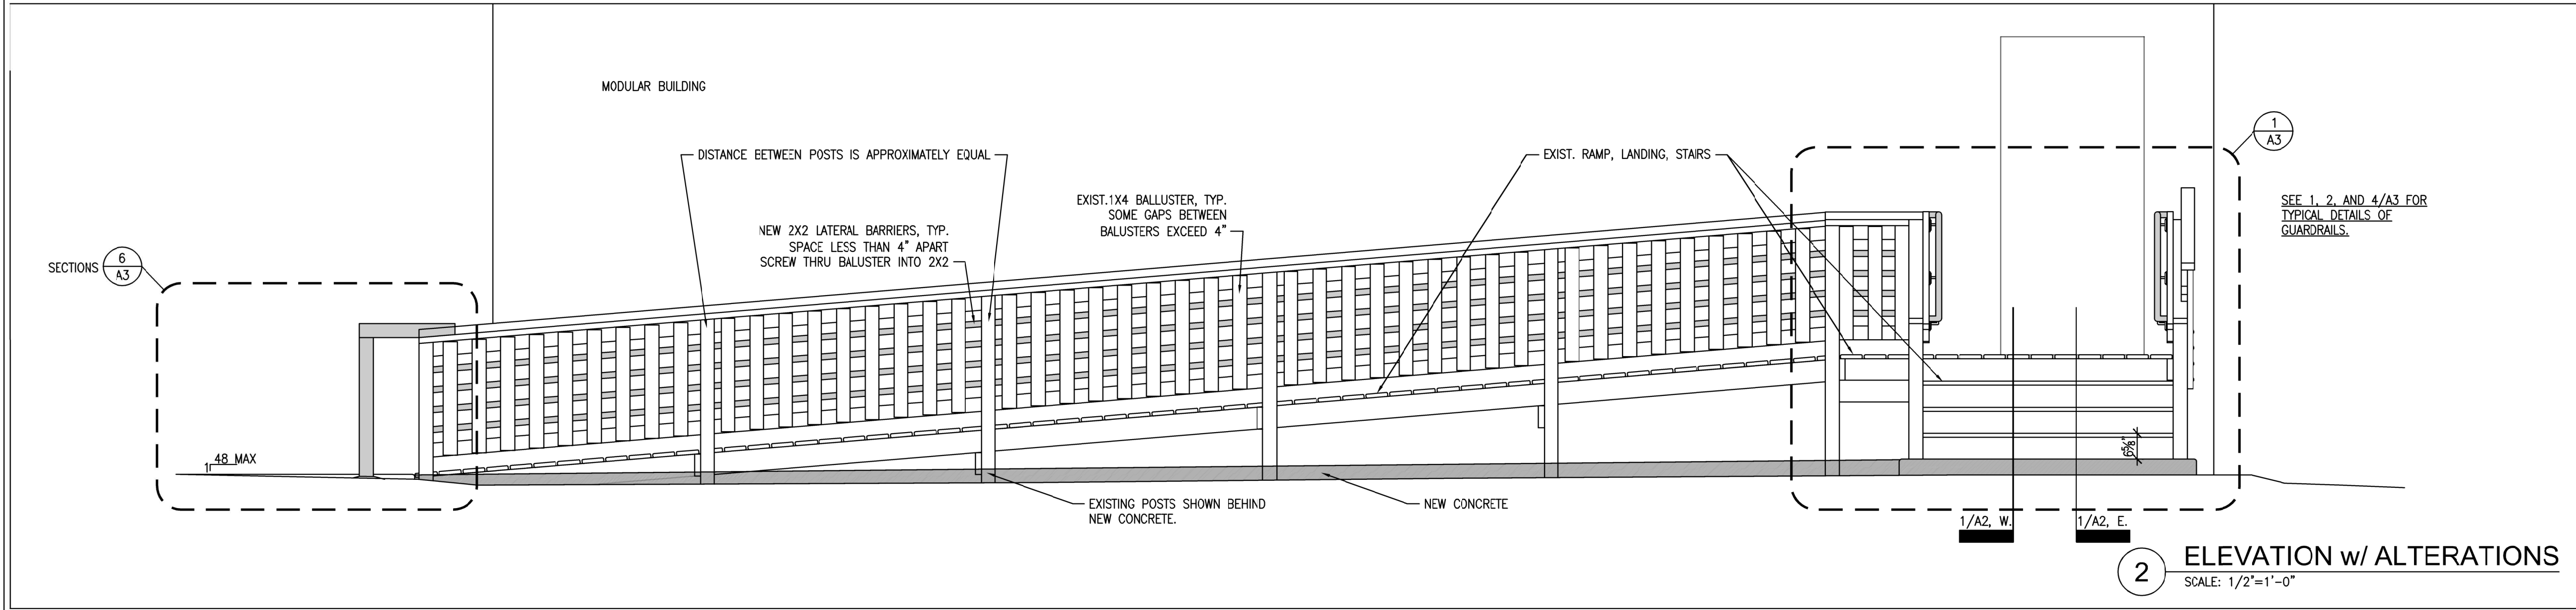 MODULAR BUILDING
DISTANCE BETWEEN POSTS IS APPROXIMATELY EQUAL
EXIST. RAMP, LANDING, STAIRS
1
A3
NEW 2X2 LATERAL BARRIERS, TYP.
SPACE LESS THAN 4" APART
SCREW THRU BALUSTER INTO 2X2
EXIST.1X4 BALLUSTER, TYP.
SOME GAPS BETWEEN
BALUSTERS EXCEED 4"
SEE 1, 2, AND 4/A3 FOR
TYPICAL DETAILS OF
GUARDRAILS.
SECTIONS
6
A3
1
48 MAX
6⅝"
EXISTING POSTS SHOWN BEHIND
NEW CONCRETE.
NEW CONCRETE
1/A2, W.
1/A2, E.
2
ELEVATION w/ ALTERATIONS
SCALE: 1/2"=1'-0"